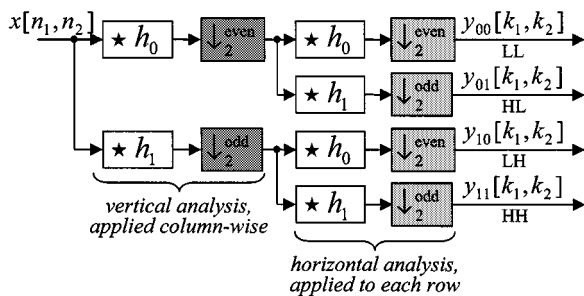 x[n₁,n₂]
★ h₀ ↓ even 2 ★ h₀ ↓ even 2 y₀₀[k₁,k₂]
LL
★ h₁ ↓ odd 2 y₀₁[k₁,k₂]
HL
★ h₁ ↓ odd 2 ★ h₀ ↓ even 2 y₁₀[k₁,k₂]
LH
★ h₁ ↓ odd 2 y₁₁[k₁,k₂]
HH
vertical analysis,
applied column-wise
horizontal analysis,
applied to each row